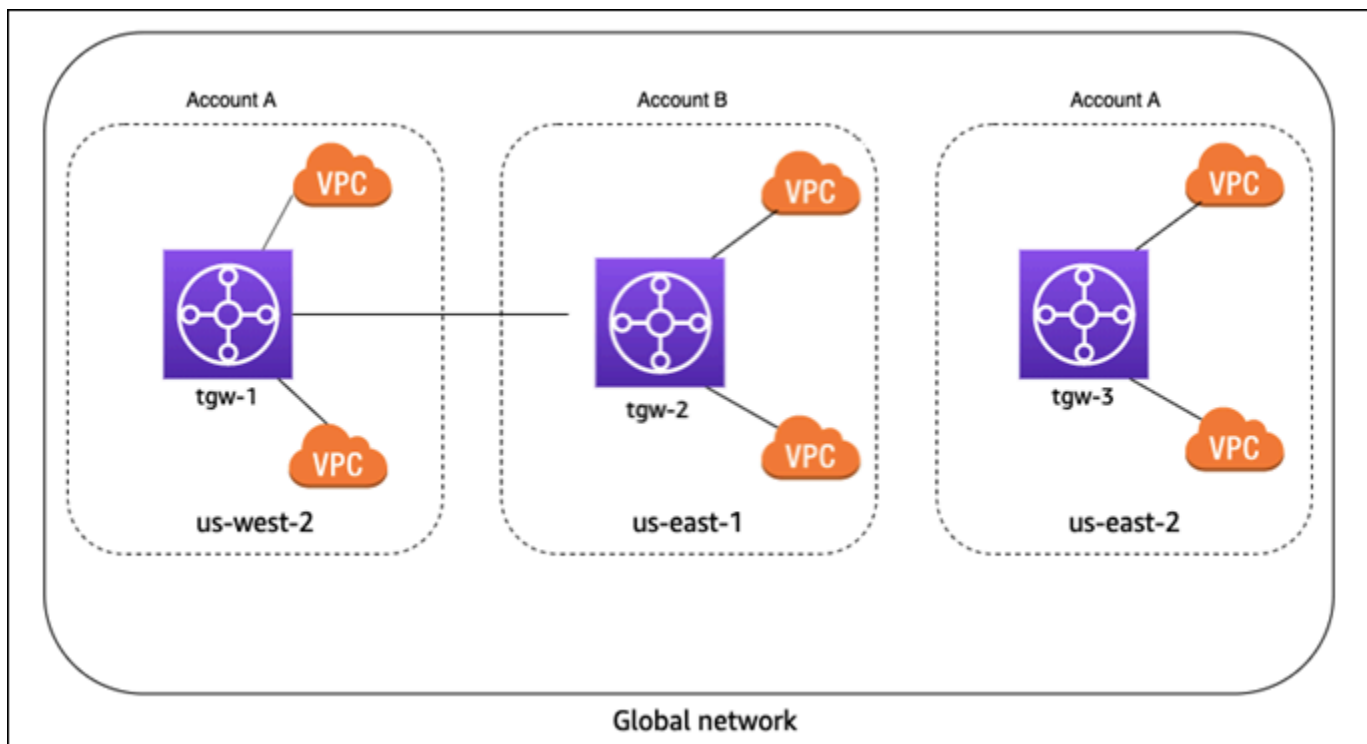 Account A
Account B
Account A
VPC
VPC
VPC
tgw-1
tgw-2
tgw-3
VPC
VPC
VPC
us-west-2
us-east-1
us-east-2
Global network